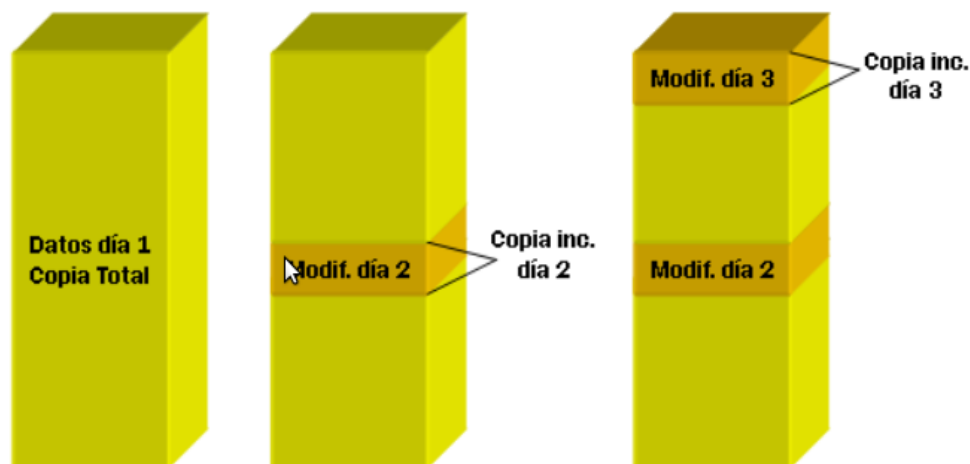 Datos día 1
Copia Total
Modif. día 2
Copia inc.
día 2
Modif. día 3
Copia inc.
día 3
Modif. día 2